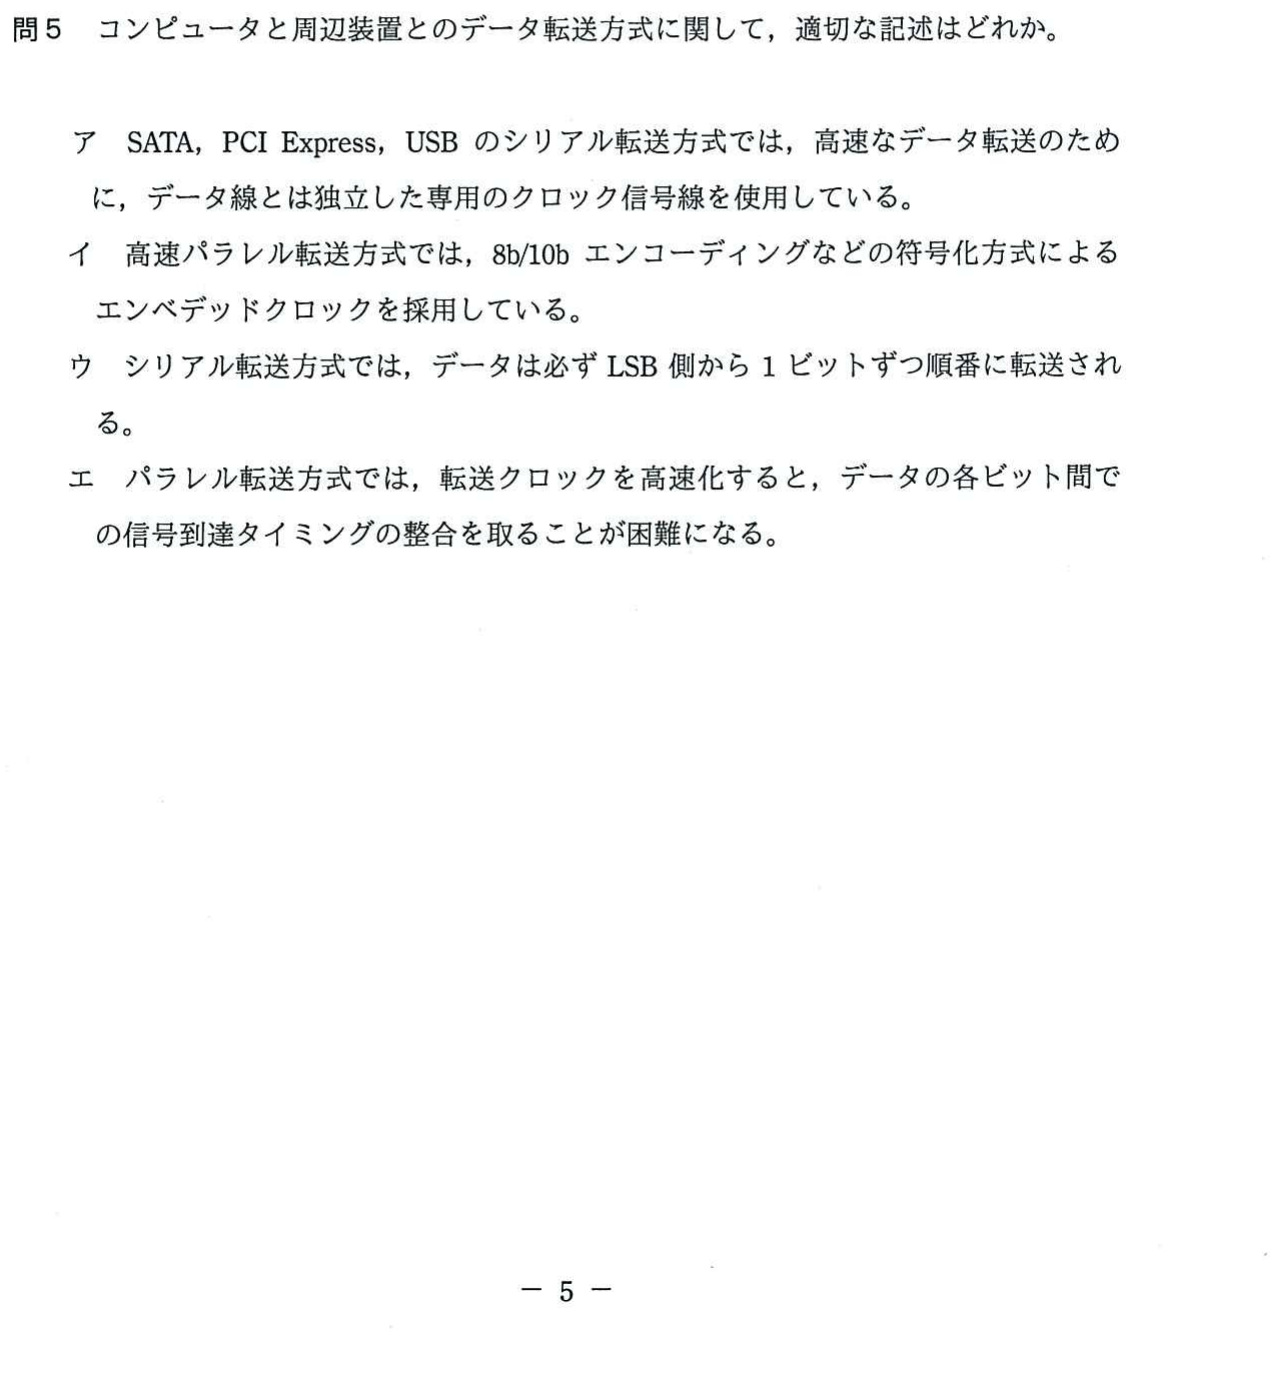 問5 コンピュータと周辺装置とのデータ転送方式に関して，適切な記述はどれか。
ア SATA，PCI Express，USB のシリアル転送方式では，高速なデータ転送のため
に，データ線とは独立した専用のクロック信号線を使用している。
イ 高速パラレル転送方式では，8b/10b エンコーディングなどの符号化方式による
エンベデッドクロックを採用している。
ウ シリアル転送方式では，データは必ず LSB 側から 1 ビットずつ順番に転送され
る。
エ パラレル転送方式では，転送クロックを高速化すると，データの各ビット間で
の信号到達タイミングの整合を取ることが困難になる。
― 5 ―